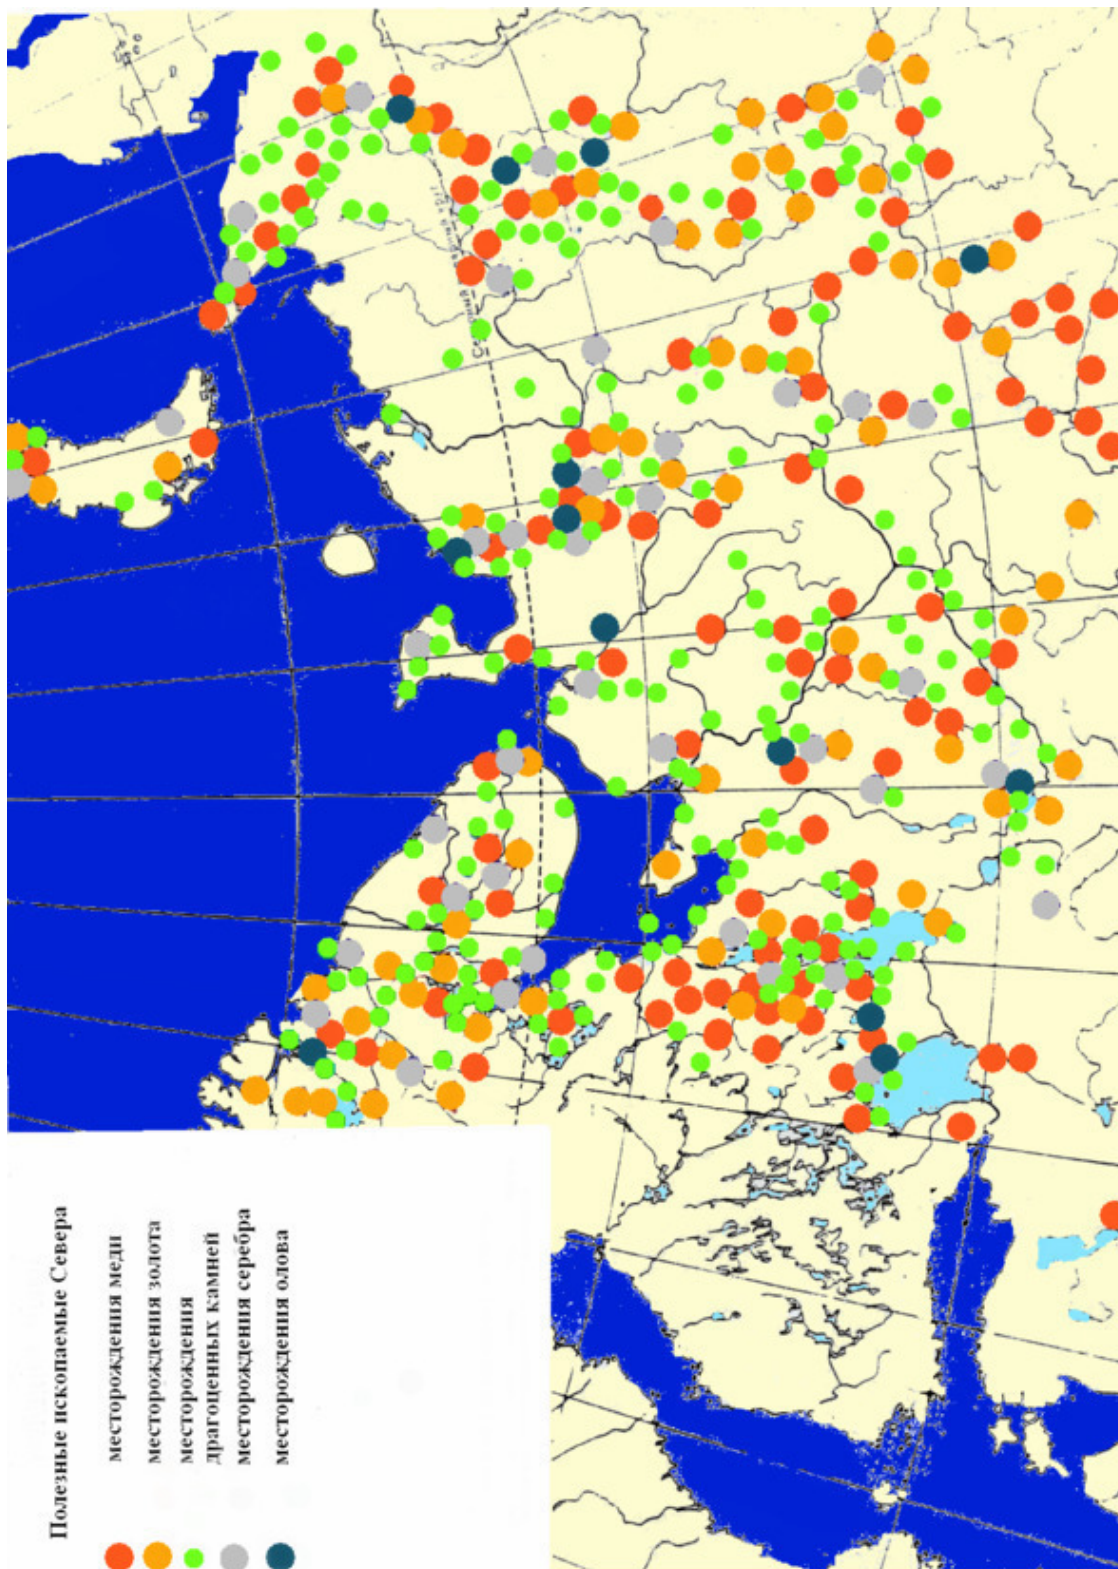 Полезные ископаемые Севера
месторождения меди
месторождения золота
месторождения
драгоценных камней
месторождения серебра
месторождения олова